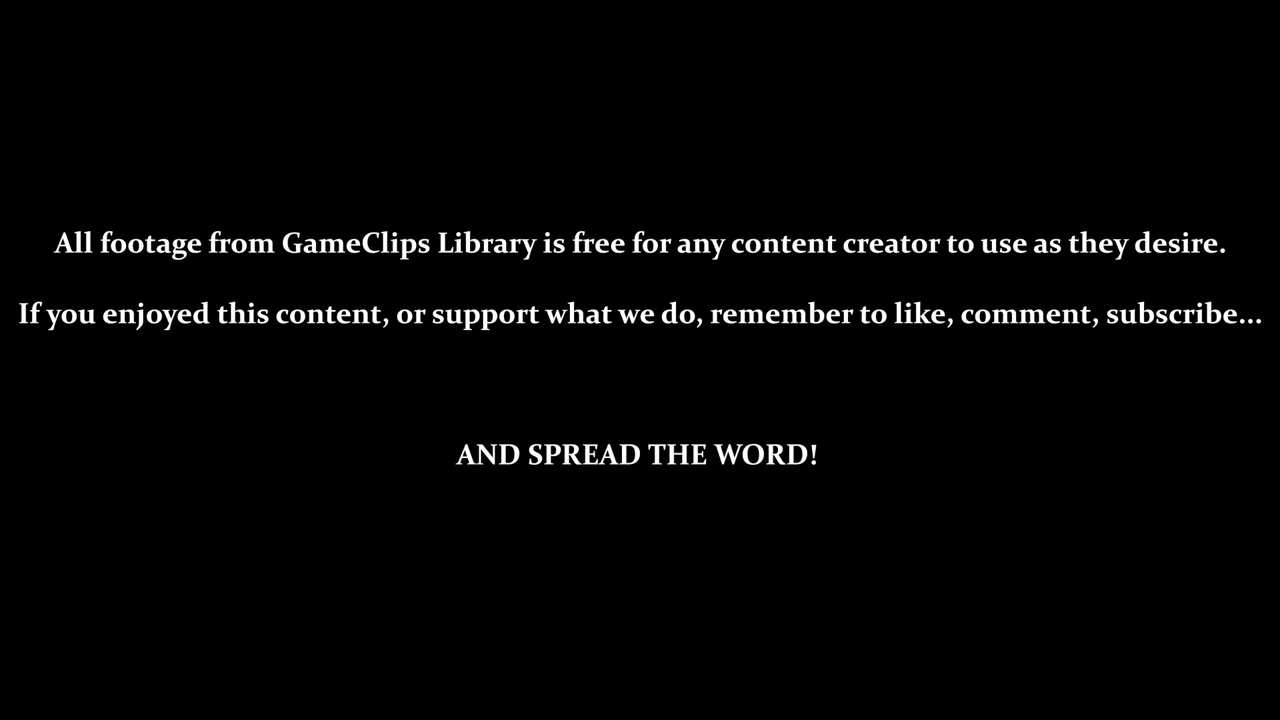 All footage from GameClips Library is free for any content creator to use as they desire.
If you enjoyed this content, or support what we do, remember to like, comment, subscribe...
AND SPREAD THE WORD!